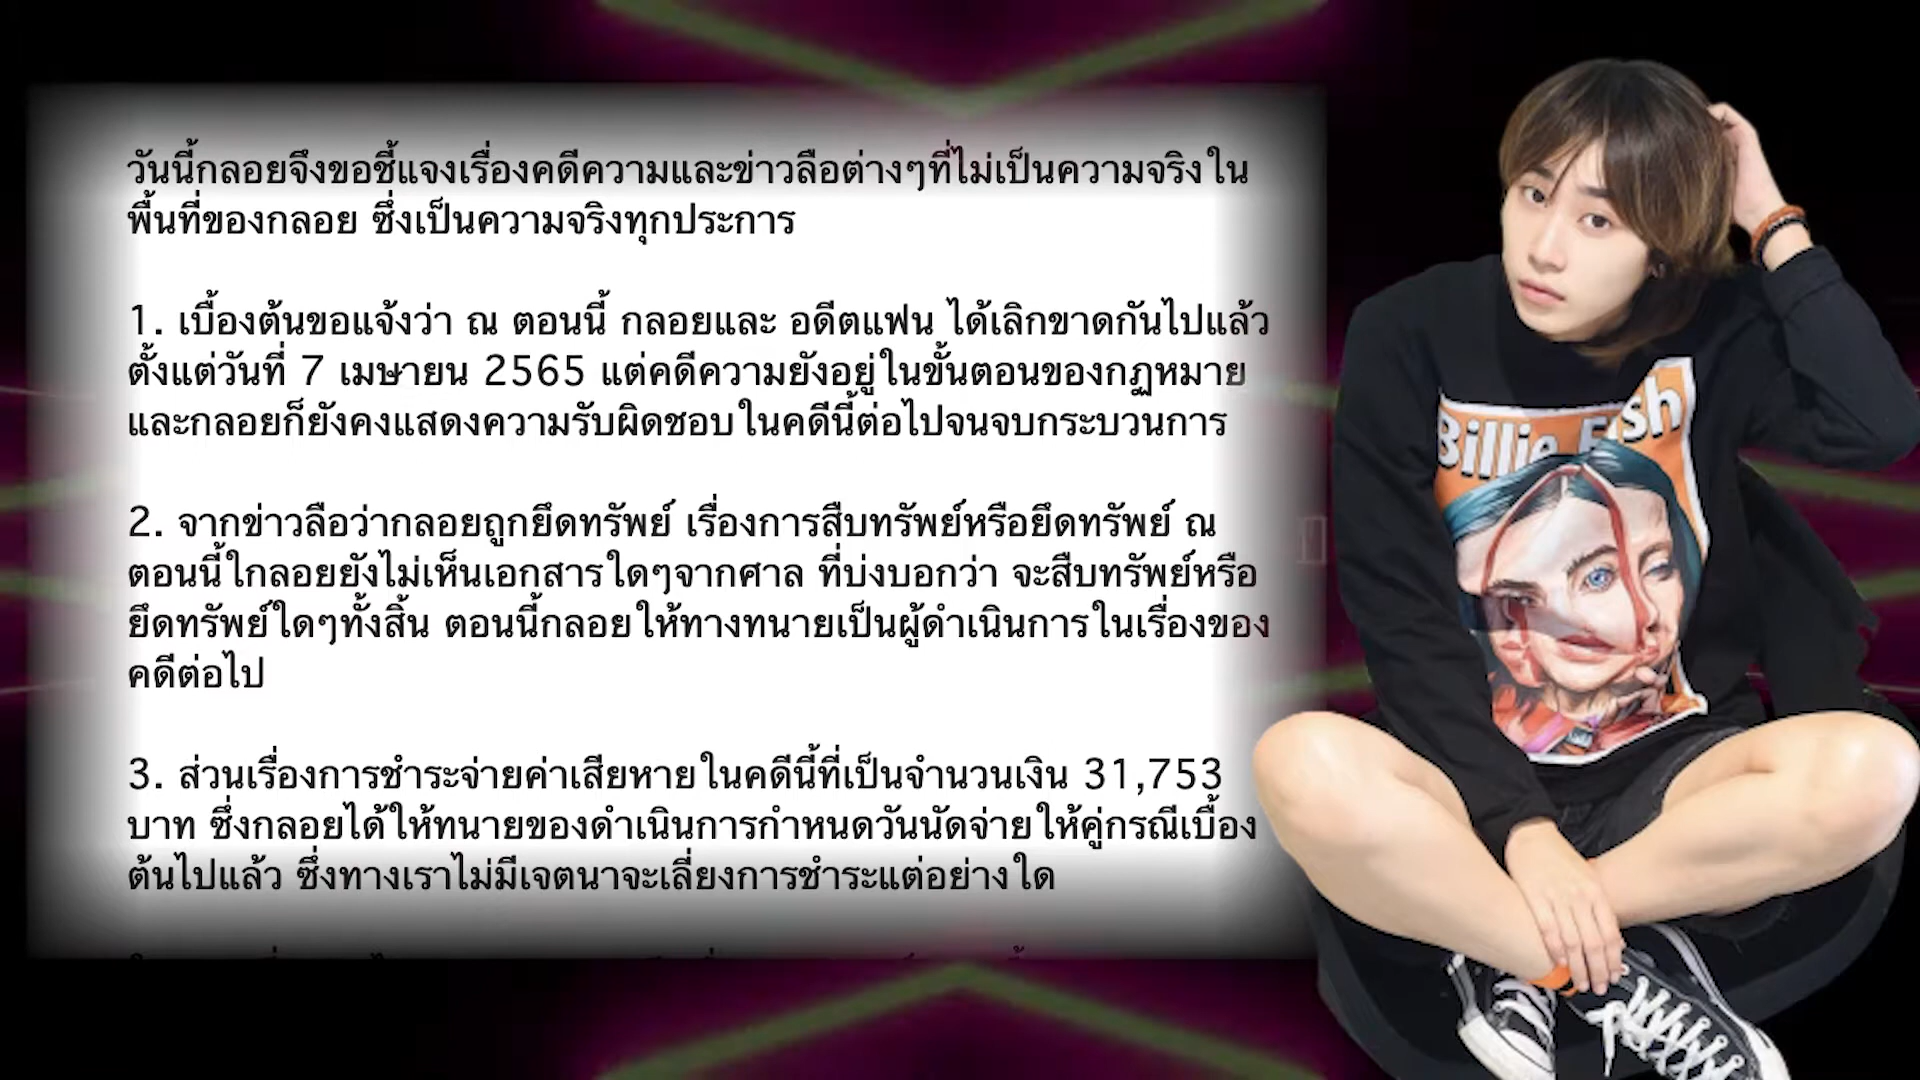 วันนี้กลอยจึงขอชี้แจงเรื่องคดีความและข่าวลือต่างๆที่ไม่เป็นความจริงใน
พื้นที่ของกลอย ซึ่งเป็นความจริงทุกประการ
1. เบื้องต้นขอแจ้งว่า ณ ตอนนี้ กลอยและ อดีตแฟน ได้เลิกขาดกันไปแล้ว
ตั้งแต่วันที่ 7 เมษายน 2565 แต่คดีความยังอยู่ในขั้นตอนของกฏหมาย
และกลอยก็ยังคงแสดงความรับผิดชอบในคดีนี้ต่อไปจนจบกระบวนการ
2. จากข่าวลือว่ากลอยถูกยึดทรัพย์ เรื่องการสืบทรัพย์หรือยึดทรัพย์ ณ
ตอนนี้ใกลอยยังไม่เห็นเอกสารใดๆจากศาล ที่บ่งบอกว่า จะสืบทรัพย์หรือ
ยึดทรัพย์ใดๆทั้งสิ้น ตอนนี้กลอยให้ทางทนายเป็นผู้ดำเนินการในเรื่องของ
คดีต่อไป
3. ส่วนเรื่องการชำระจ่ายค่าเสียหายในคดีนี้ที่เป็นจำนวนเงิน 31,753
บาท ซึ่งกลอยได้ให้ทนายของดำเนินการกำหนดวันนัดจ่ายให้คู่กรณีเบื้อง
ต้นไปแล้ว ซึ่งทางเราไม่มีเจตนาจะเลี่ยงการชำระแต่อย่างใด
Billie